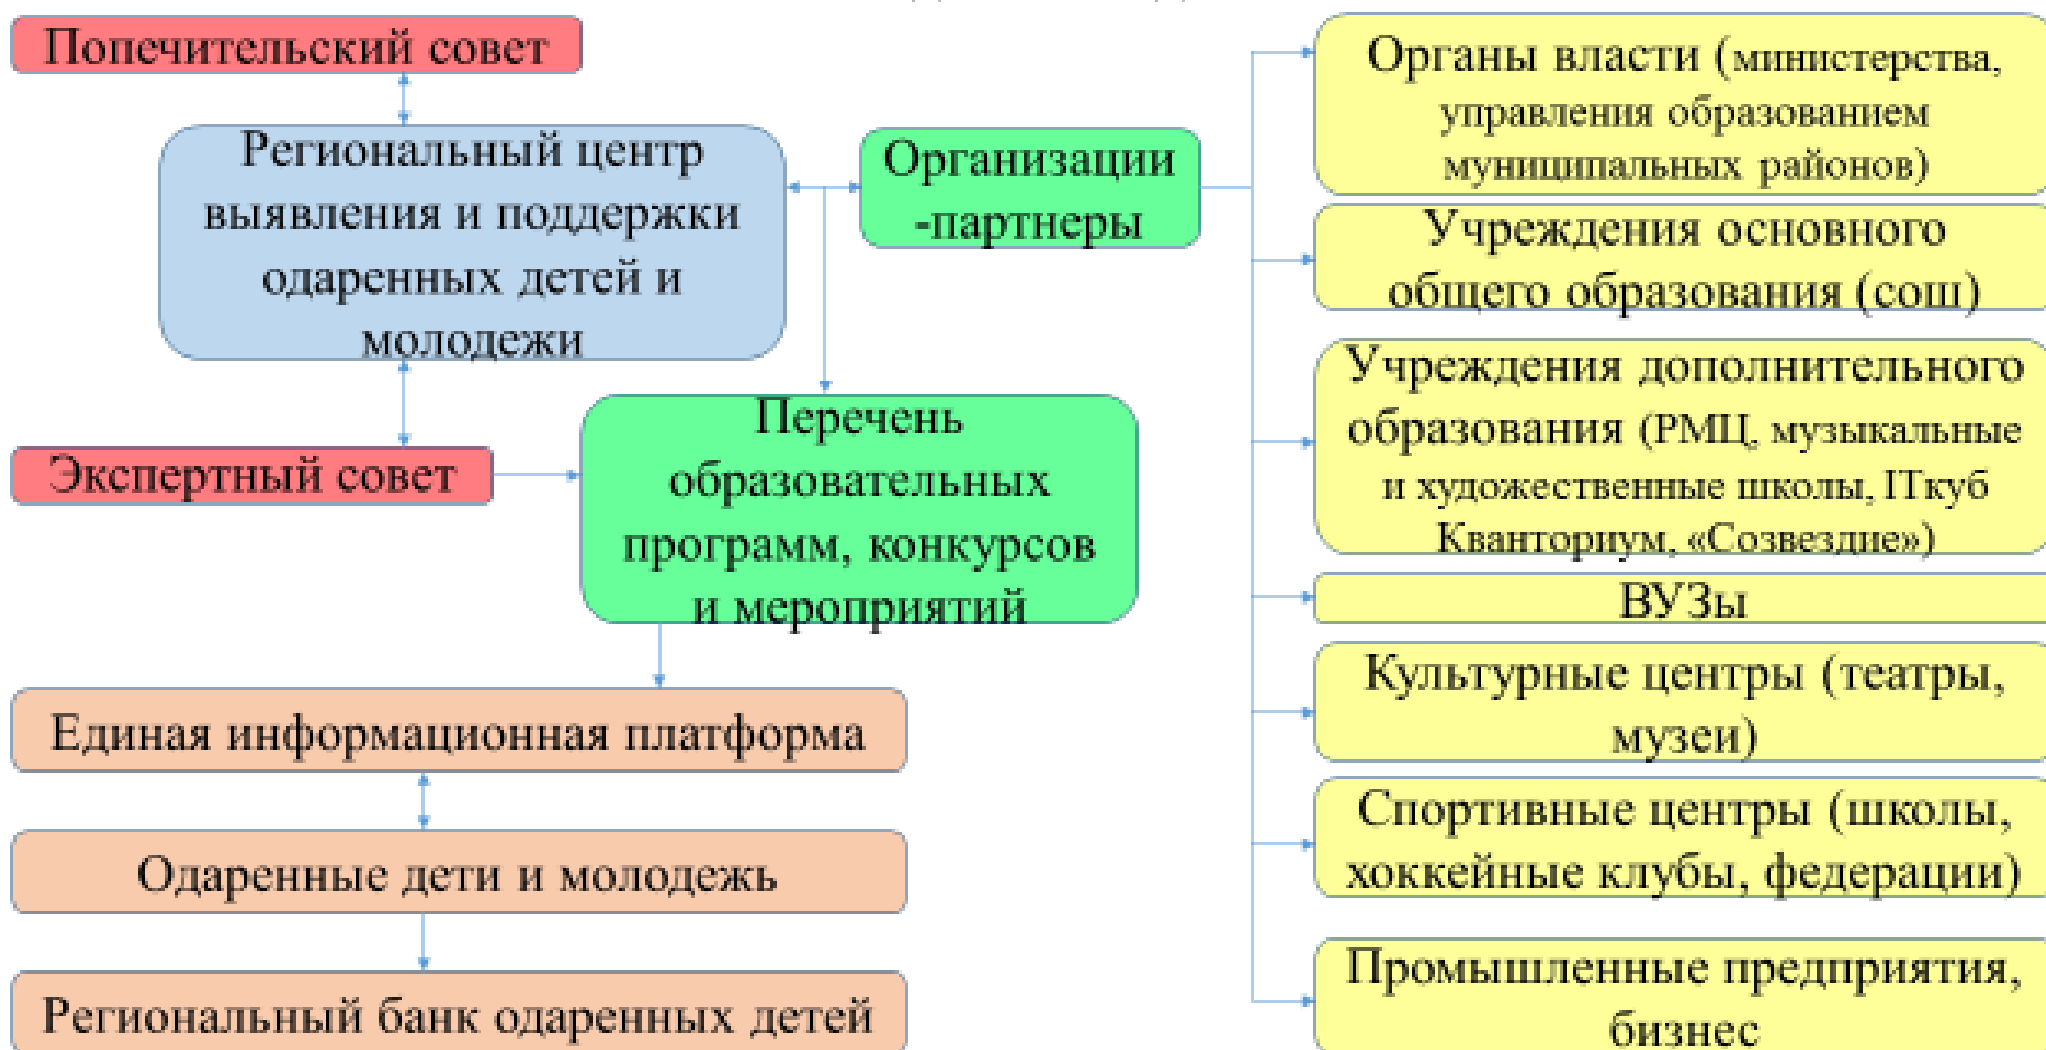 Попечительский совет
Региональный центр
выявления и поддержки
одаренных детей и
молодежи
Экспертный совет
Организации
-партнеры
Перечень
образовательных
программ, конкурсов
и мероприятий
Единая информационная платформа
Одаренные дети и молодежь
Региональный банк одаренных детей
Органы власти (министерства,
управления образованием
муниципальных районов)
Учреждения основного
общего образования (сош)
Учреждения дополнительного
образования (РМЦ, музыкальные
и художественные школы, ITкуб
Кванториум, «Созвездие»)
ВУЗы
Культурные центры (театры,
музеи)
Спортивные центры (школы,
хоккейные клубы, федерации)
Промышленные предприятия,
бизнес